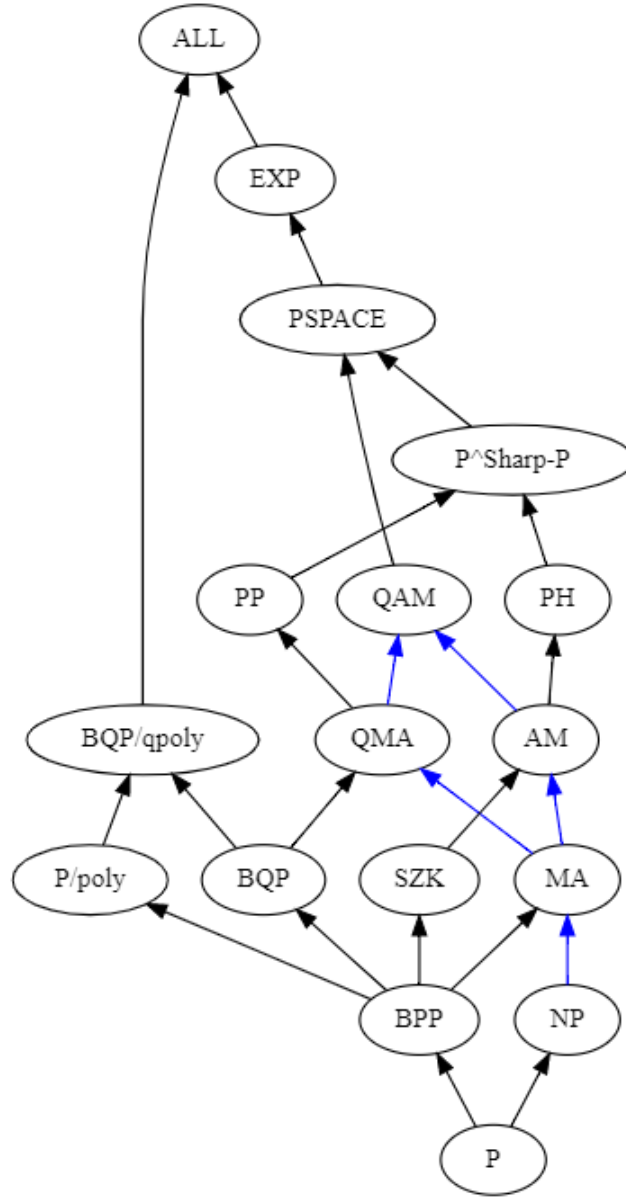 ALL
EXP
PSPACE
P^Sharp-P
PP
QAM
PH
BQP/qpoly
QMA
AM
P/poly
BQP
SZK
MA
BPP
NP
P